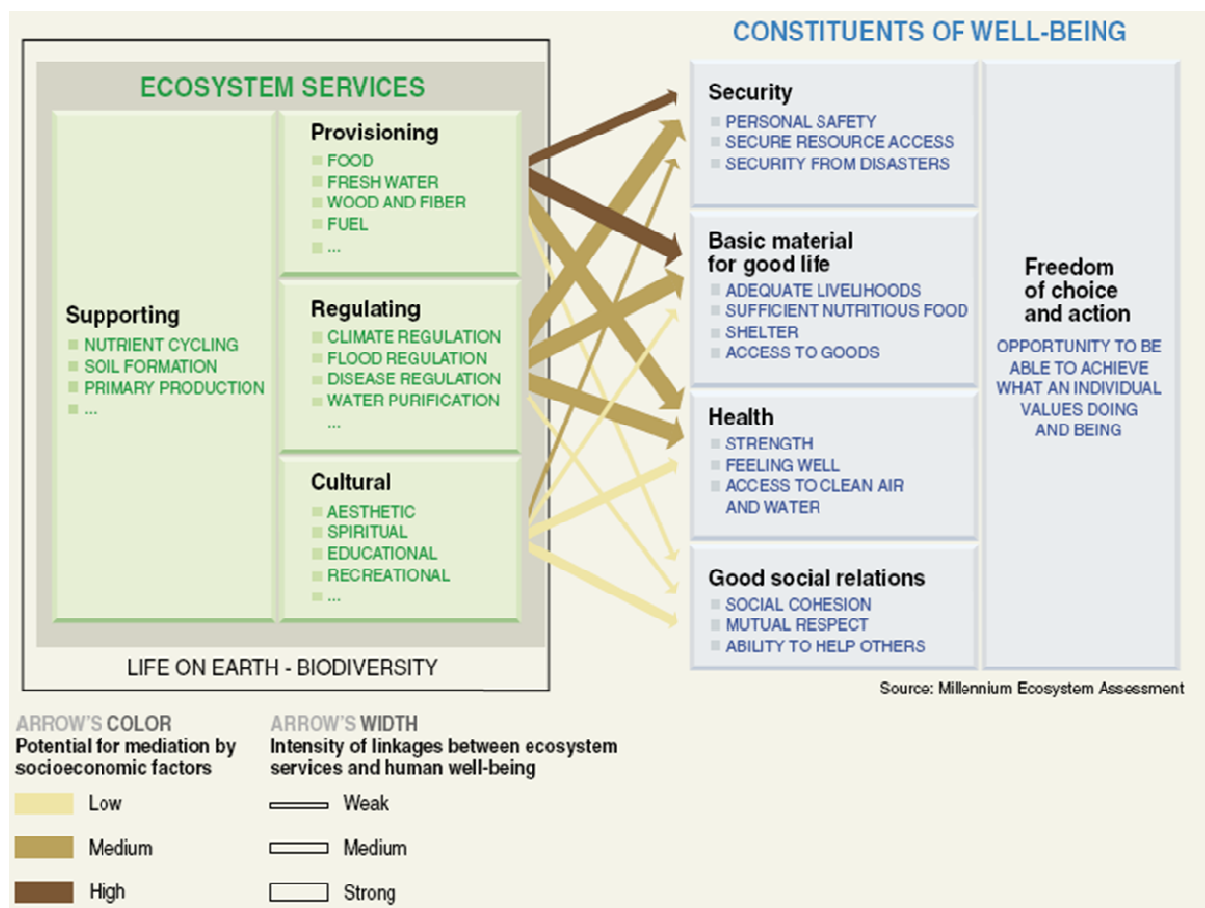 CONSTITUENTS OF WELL-BEING
ECOSYSTEM SERVICES
Supporting
NUTRIENT CYCLING
SOIL FORMATION
PRIMARY PRODUCTION
...
Provisioning
FOOD
FRESH WATER
WOOD AND FIBER
FUEL
...
Regulating
CLIMATE REGULATION
FLOOD REGULATION
DISEASE REGULATION
WATER PURIFICATION
...
Cultural
AESTHETIC
SPIRITUAL
EDUCATIONAL
RECREATIONAL
...
LIFE ON EARTH - BIODIVERSITY
Security
PERSONAL SAFETY
SECURE RESOURCE ACCESS
SECURITY FROM DISASTERS
Basic material
for good life
ADEQUATE LIVELIHOODS
SUFFICIENT NUTRITIOUS FOOD
SHELTER
ACCESS TO GOODS
Health
STRENGTH
FEELING WELL
ACCESS TO CLEAN AIR
AND WATER
Good social relations
SOCIAL COHESION
MUTUAL RESPECT
ABILITY TO HELP OTHERS
Freedom
of choice
and action
OPPORTUNITY TO BE
ABLE TO ACHIEVE
WHAT AN INDIVIDUAL
VALUES DOING
AND BEING
Source: Millennium Ecosystem Assessment
ARROW'S COLOR
Potential for mediation by
socioeconomic factors
Low
Medium
High
ARROW'S WIDTH
Intensity of linkages between ecosystem
services and human well-being
Weak
Medium
Strong